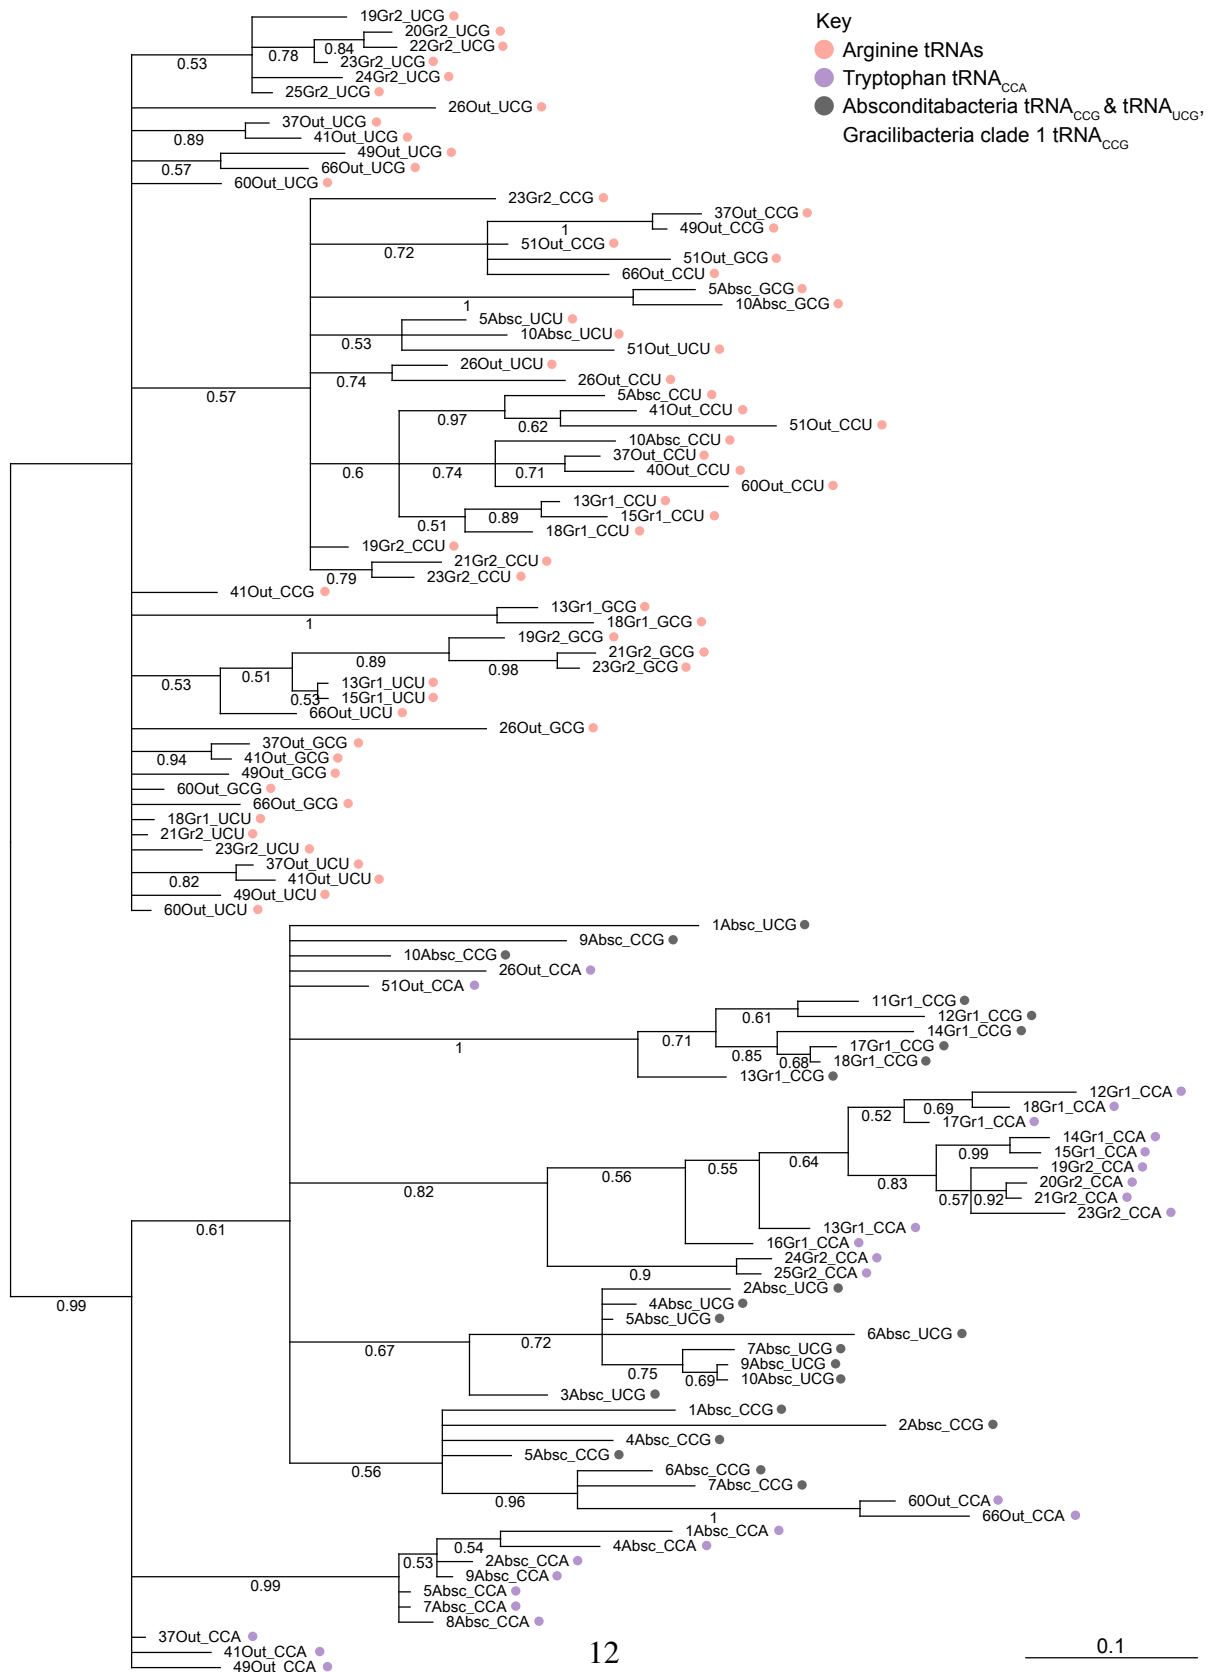 Key
Arginine tRNAs
Tryptophan tRNA_CCA
Absconditabacteria tRNA_CCG & tRNA_UCG,
Gracilibacteria clade 1 tRNA_CCG
19Gr2_UCG
20Gr2_UCG
0.84
22Gr2_UCG
0.78
0.53
23Gr2_UCG
24Gr2_UCG
25Gr2_UCG
26Out_UCG
37Out_UCG
0.89
41Out_UCG
49Out_UCG
0.57
66Out_UCG
60Out_UCG
23Gr2_CCG
37Out_CCG
1
49Out_CCG
0.72
51Out_CCG
51Out_GCG
66Out_CCU
5Absc_GCG
1
10Absc_GCG
5Absc_UCU
10Absc_UCU
0.53
51Out_UCU
26Out_UCU
0.74
26Out_CCU
0.57
5Absc_CCU
41Out_CCU
0.97
0.62
51Out_CCU
10Absc_CCU
37Out_CCU
0.6
0.74
0.71
40Out_CCU
60Out_CCU
13Gr1_CCU
0.89
15Gr1_CCU
0.51
18Gr1_CCU
19Gr2_CCU
21Gr2_CCU
0.79
23Gr2_CCU
41Out_CCG
13Gr1_GCG
1
18Gr1_GCG
19Gr2_GCG
0.89
21Gr2_GCG
0.98
23Gr2_GCG
0.53
0.51
13Gr1_UCU
0.53
15Gr1_UCU
66Out_UCU
26Out_GCG
37Out_GCG
0.94
41Out_GCG
49Out_GCG
60Out_GCG
66Out_GCG
18Gr1_UCU
21Gr2_UCU
23Gr2_UCU
37Out_UCU
0.82
41Out_UCU
49Out_UCU
60Out_UCU
1Absc_UCG
9Absc_CCG
10Absc_CCG
26Out_CCA
51Out_CCA
11Gr1_CCG
0.61
12Gr1_CCG
0.71
14Gr1_CCG
1
0.85
17Gr1_CCG
0.68
18Gr1_CCG
13Gr1_CCG
12Gr1_CCA
0.69
0.52
18Gr1_CCA
17Gr1_CCA
14Gr1_CCA
0.99
0.64
15Gr1_CCA
0.55
0.83
19Gr2_CCA
0.56
20Gr2_CCA
0.82
0.57
0.92
21Gr2_CCA
23Gr2_CCA
13Gr1_CCA
0.61
16Gr1_CCA
24Gr2_CCA
0.9
25Gr2_CCA
2Absc_UCG
0.99
4Absc_UCG
5Absc_UCG
6Absc_UCG
0.67
0.72
7Absc_UCG
0.75
9Absc_UCG
0.69
10Absc_UCG
3Absc_UCG
1Absc_CCG
2Absc_CCG
4Absc_CCG
5Absc_CCG
0.56
6Absc_CCG
7Absc_CCG
0.96
60Out_CCA
1
66Out_CCA
1Absc_CCA
0.54
4Absc_CCA
0.53
2Absc_CCA
0.99
9Absc_CCA
5Absc_CCA
7Absc_CCA
8Absc_CCA
37Out_CCA
41Out_CCA
49Out_CCA
12
0.1